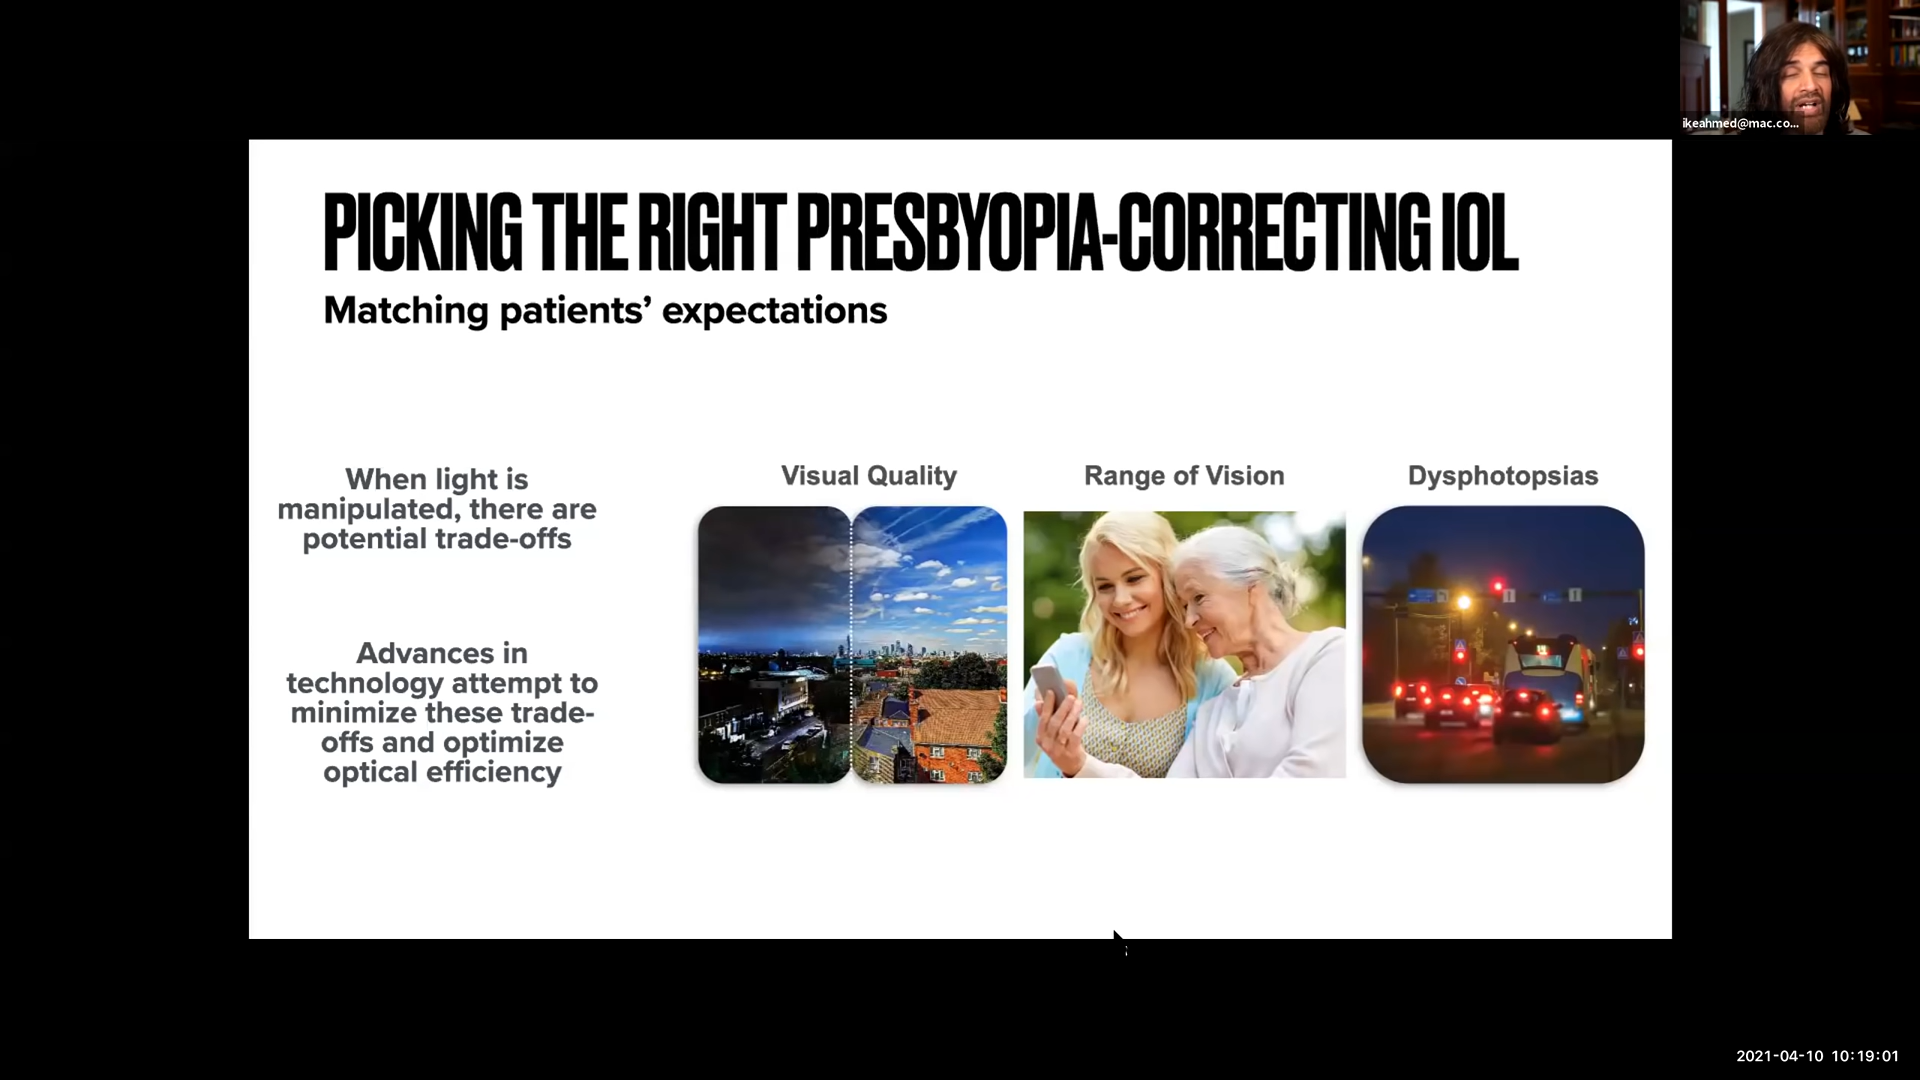 ikeahmed@mac.co...
PICKING THE RIGHT PRESBYOPIA-CORRECTING IOL
Matching patients’ expectations
When light is
manipulated, there are
potential trade-offs
Advances in
technology attempt to
minimize these trade-
offs and optimize
optical efficiency
Visual Quality
Range of Vision
Dysphotopsias
2021-04-10 10:19:01